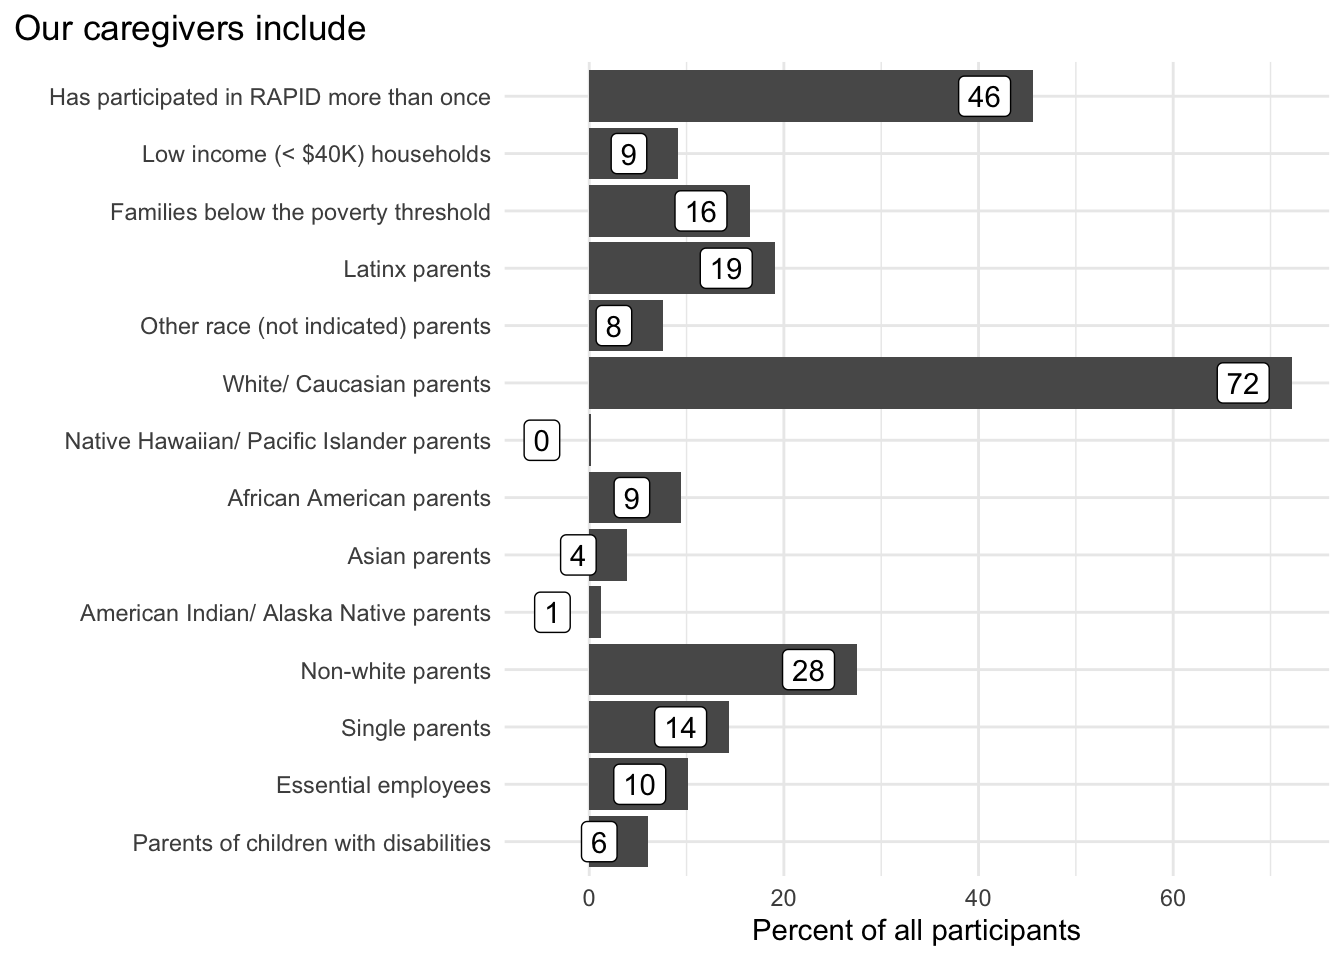 Our caregivers include
Has participated in RAPID more than once 46
Low income (< $40K) households 9
Families below the poverty threshold 16
Latinx parents 19
Other race (not indicated) parents 8
White/ Caucasian parents 72
Native Hawaiian/ Pacific Islander parents 0
African American parents 9
Asian parents 4
American Indian/ Alaska Native parents 1
Non-white parents 28
Single parents 14
Essential employees 10
Parents of children with disabilities 6
0 20 40 60
Percent of all participants